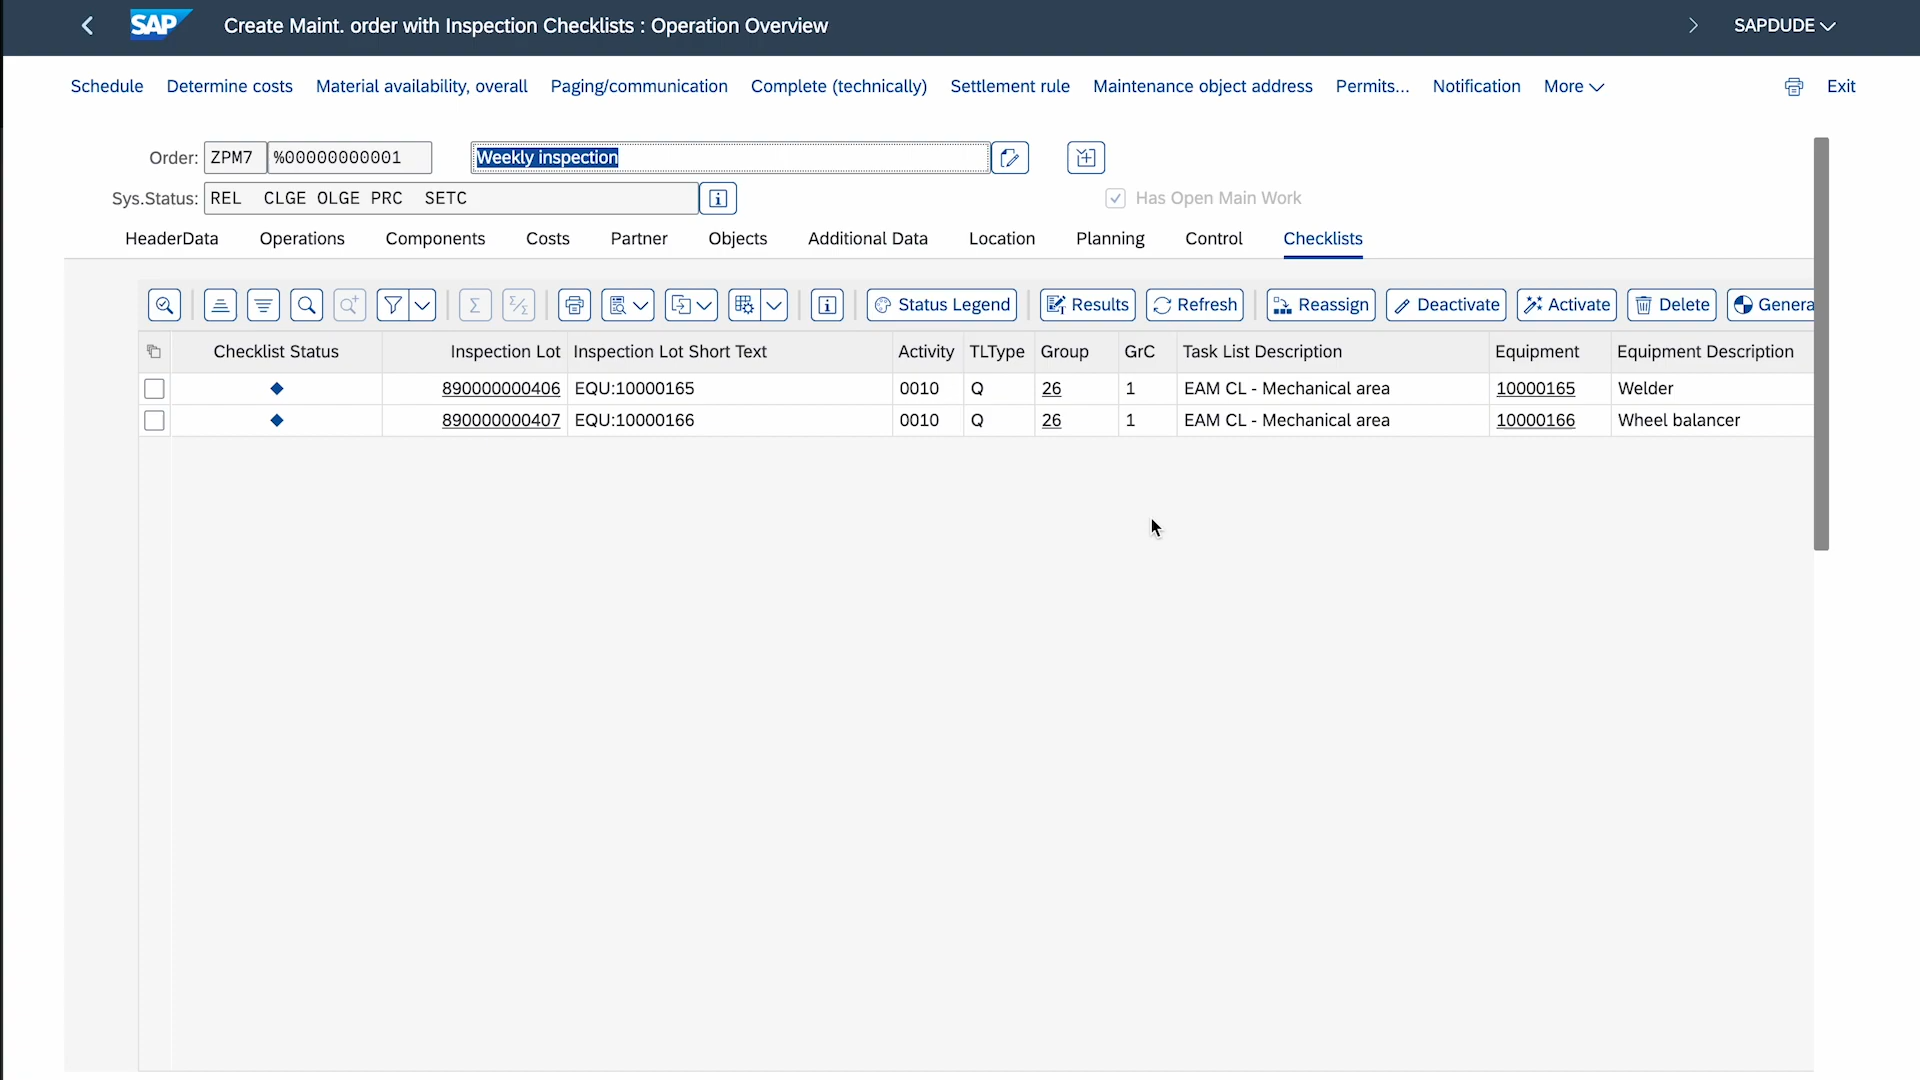 SAP Create Maint. order with Inspection Checklists : Operation Overview SAPDUDE
Schedule Determine costs Material availability, overall Paging/communication Complete (technically) Settlement rule Maintenance object address Permits... Notification More Exit
Order: ZPM7 %00000000001 Weekly inspection
Sys.Status: REL CLGE OLGE PRC SETC Has Open Main Work
HeaderData Operations Components Costs Partner Objects Additional Data Location Planning Control Checklists
Status Legend Results Refresh Reassign Deactivate Activate Delete Genera
Checklist Status Inspection Lot Inspection Lot Short Text Activity TLType Group GrC Task List Description Equipment Equipment Description
890000000406 EQU:10000165 0010 Q 26 1 EAM CL - Mechanical area 10000165 Welder
890000000407 EQU:10000166 0010 Q 26 1 EAM CL - Mechanical area 10000166 Wheel balancer